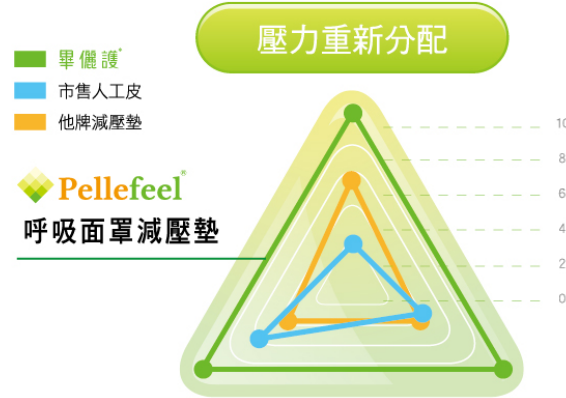 壓力重新分配
畢儷護®
市售人工皮
他牌減壓墊
Pellefeel®
呼吸面罩減壓墊
10
8
6
4
2
0